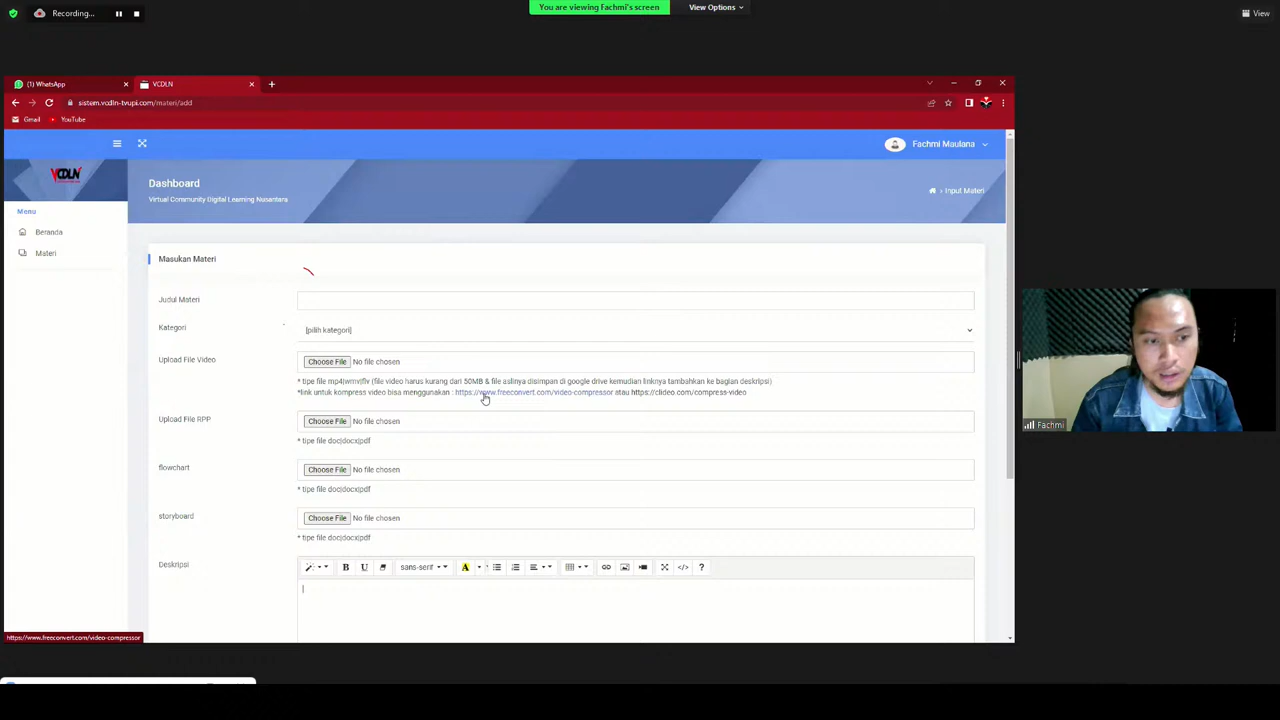 Recording...
You are viewing Fachmi's screen
View Options
View
(1) WhatsApp
VCDLN
sistem.vcdln-tvupi.com/materi/add
Gmail
YouTube
Fachmi Maulana
VCDLN
Dashboard
Virtual Community Digital Learning Nusantara
> Input Materi
Menu
Beranda
Materi
Masukan Materi
Judul Materi
Kategori
[pilih kategori]
Upload File Video
Choose File No file chosen
* tipe file mp4|wmv|flv (file video harus kurang dari 50MB & file aslinya disimpan di google drive kemudian linknya tambahkan ke bagian deskripsi)
*link untuk kompress video bisa menggunakan : https://www.freeconvert.com/video-compressor atau https://clideo.com/compress-video
Upload File RPP
Choose File No file chosen
* tipe file doc|docx|pdf
flowchart
Choose File No file chosen
* tipe file doc|docx|pdf
storyboard
Choose File No file chosen
* tipe file doc|docx|pdf
Deskripsi
B U sans-serif A </> ?
https://www.freeconvert.com/video-compressor
Fachmi